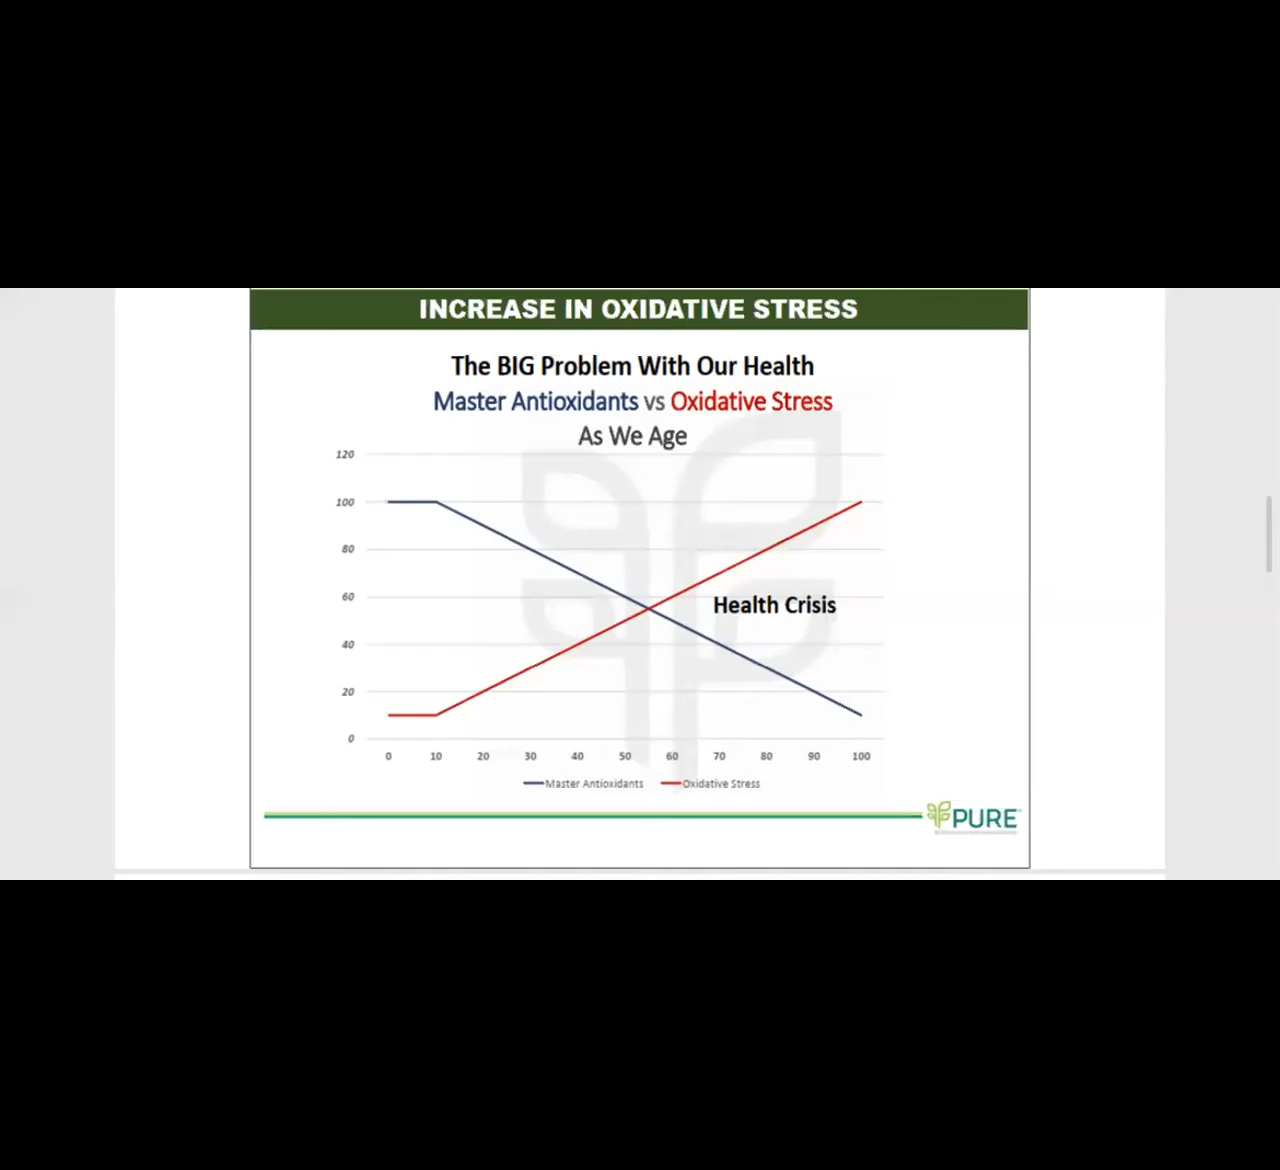 INCREASE IN OXIDATIVE STRESS
The BIG Problem With Our Health
Master Antioxidants vs Oxidative Stress
As We Age
120
100
80
60
40
20
0
Health Crisis
0 10 20 30 40 50 60 70 80 90 100
Master Antioxidants Oxidative Stress
PURE